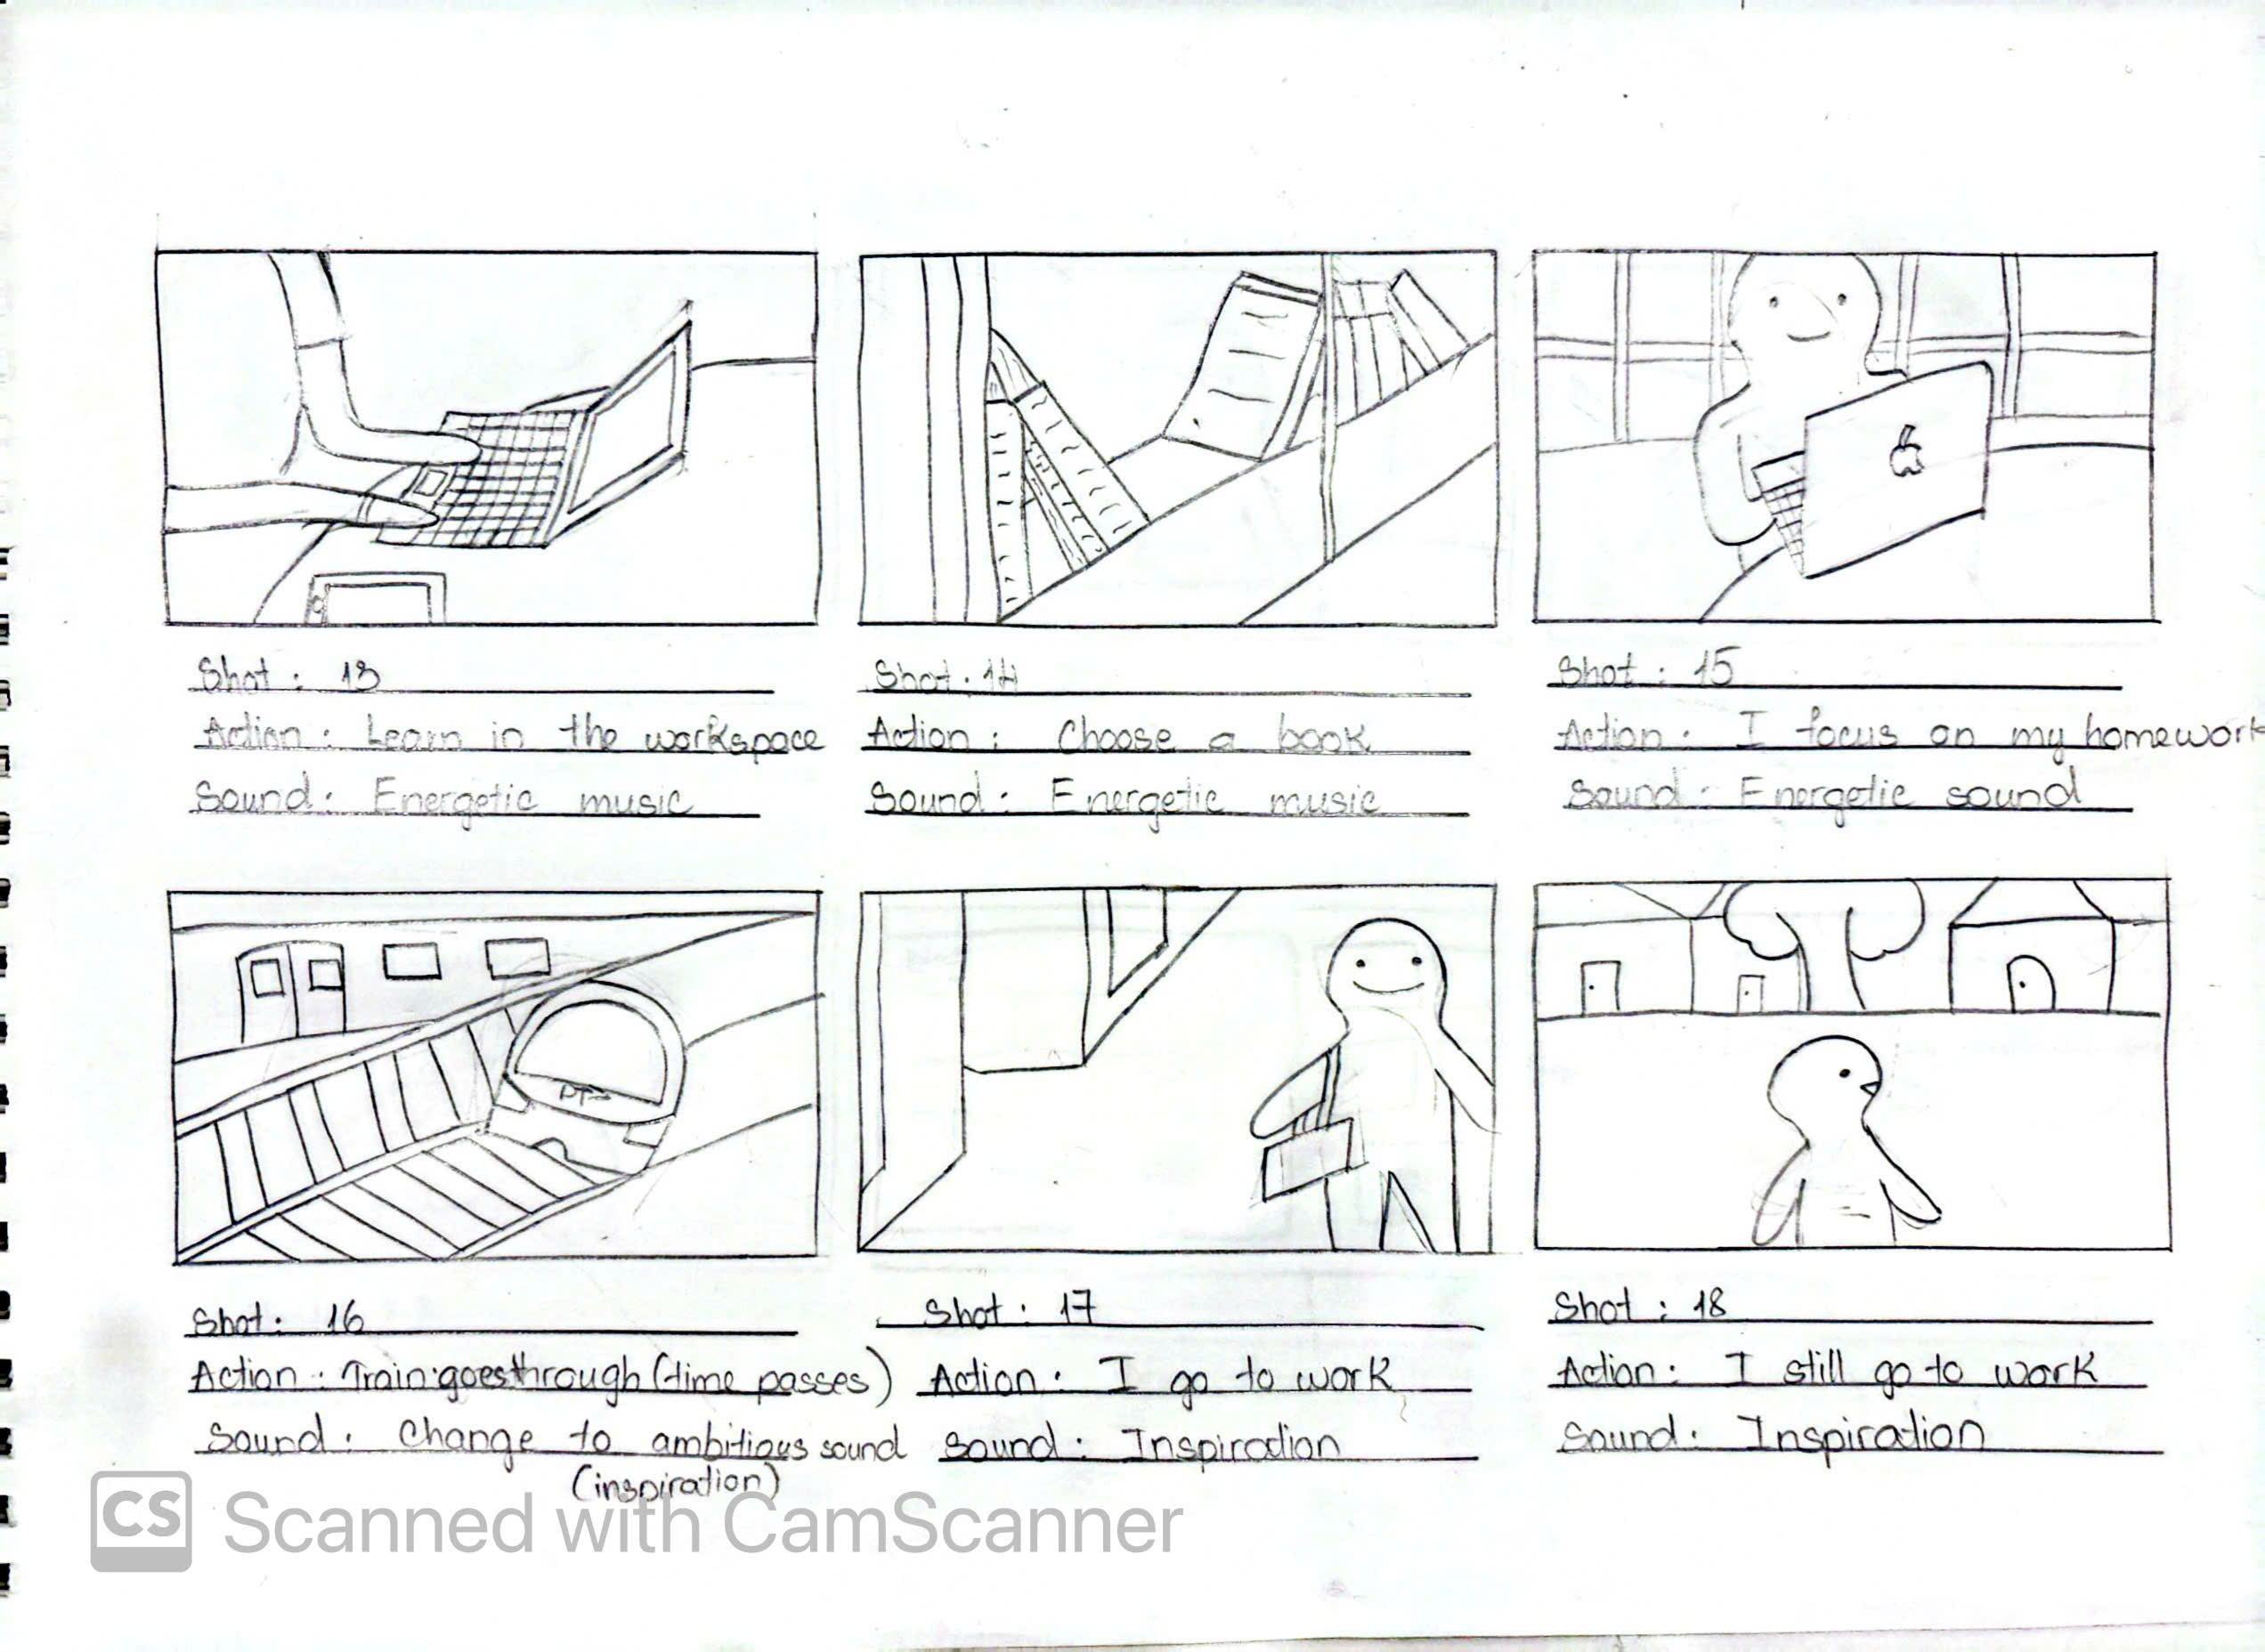 Shot : 13
Action : Learn in the workspace
Sound : Energetic music
Shot : 14
Action : Choose a book
Sound : Energetic music
Shot : 15
Action : I focus on my homework
Sound : Energetic sound
Shot : 16
Action : Train goes through (time passes)
Sound : Change to ambitious sound
(inspiration)
Shot : 17
Action : I go to work
Sound : Inspiration
Shot : 18
Action : I still go to work
Sound : Inspiration
CS Scanned with CamScanner